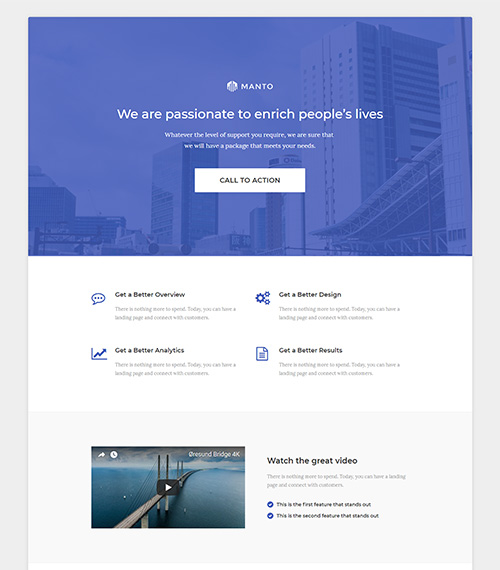 MANTO
We are passionate to enrich people's lives
Whatever the level of support you require, we are sure that
we will have a package that meets your needs.
CALL TO ACTION
Get a Better Overview
There is nothing more to spend. Today, you can have a
landing page and connect with customers.
Get a Better Design
There is nothing more to spend. Today, you can have a
landing page and connect with customers.
Get a Better Analytics
There is nothing more to spend. Today, you can have a
landing page and connect with customers.
Get a Better Results
There is nothing more to spend. Today, you can have a
landing page and connect with customers.
Øresund Bridge 4K
Watch the great video
There is nothing more to spend. Today, you can have a landing
page and connect with customers.
This is the first feature that stands out
This is the second feature that stands out